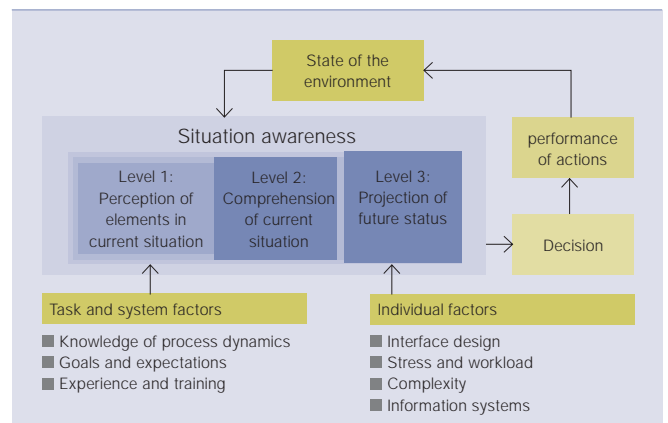 State of the
environment
Situation awareness
performance
of actions
Level 1:
Perception of
elements in
current situation
Level 2:
Comprehension
of current
situation
Level 3:
Projection of
future status
Decision
Task and system factors
Knowledge of process dynamics
Goals and expectations
Experience and training
Individual factors
Interface design
Stress and workload
Complexity
Information systems